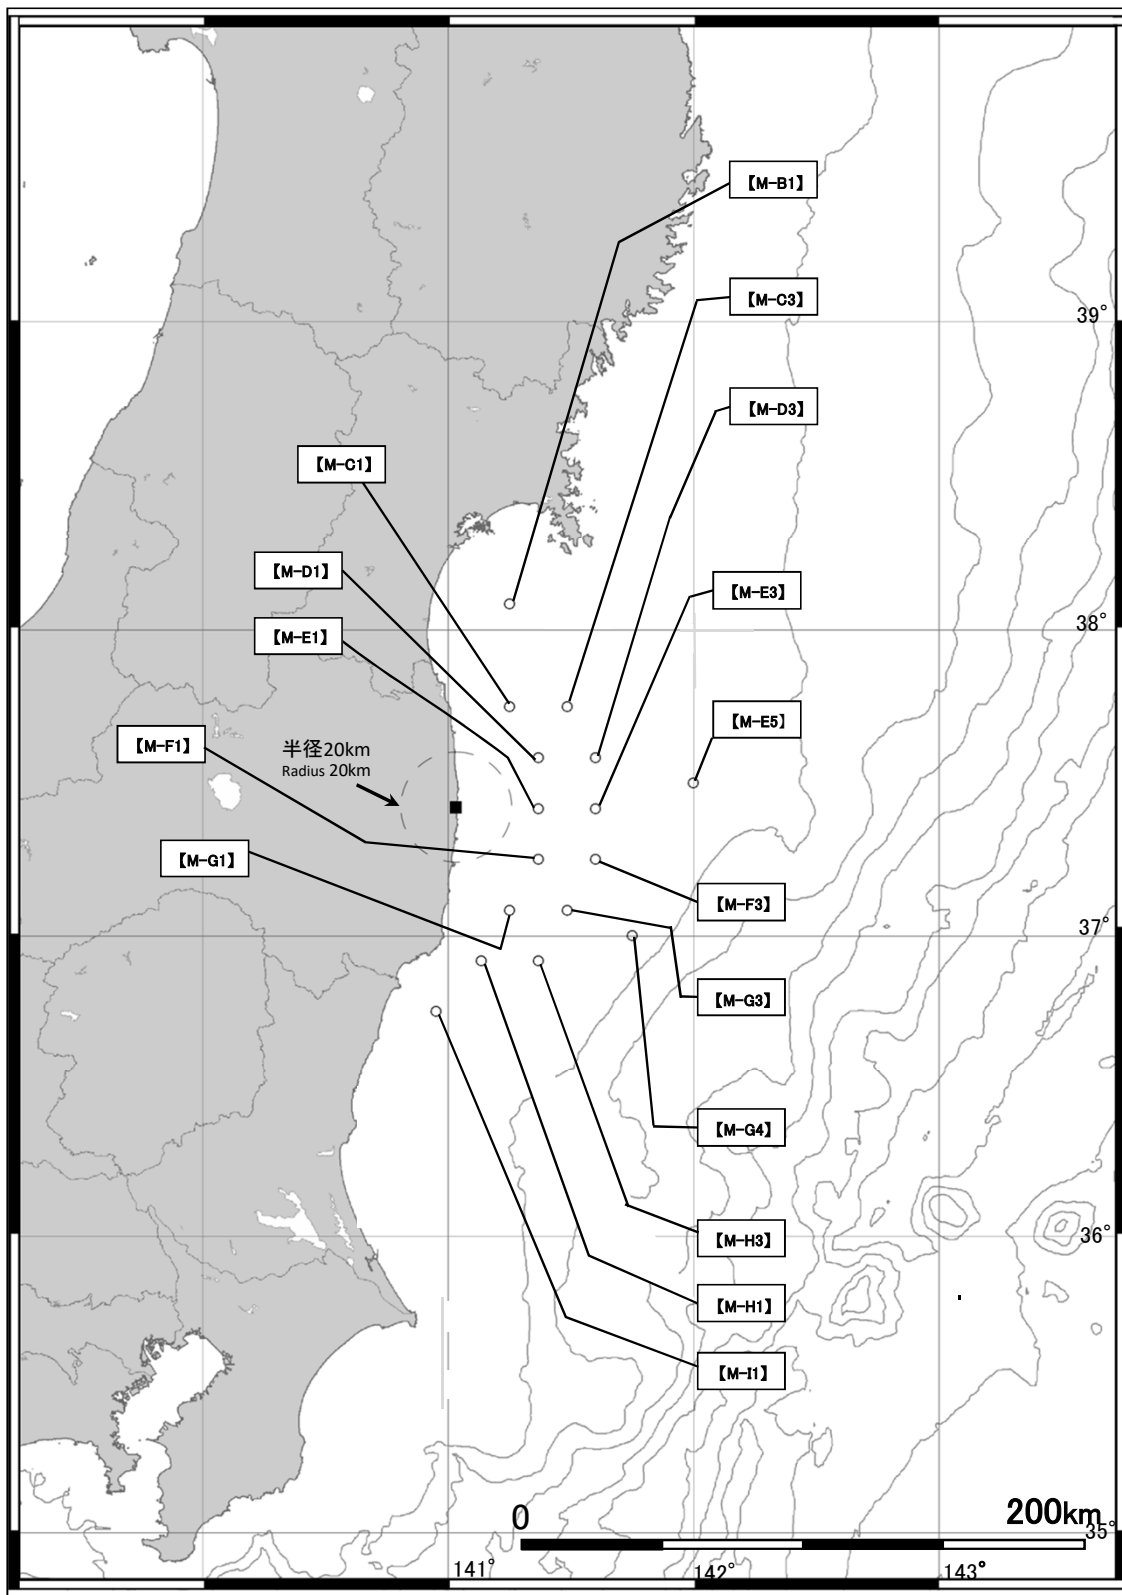 【M-B1】
【M-C3】
39°
【M-D3】
【M-C1】
【M-D1】
【M-E3】
38°
【M-E1】
【M-E5】
【M-F1】
半径20km
Radius 20km
【M-G1】
【M-F3】
37°
【M-G3】
【M-G4】
36°
【M-H3】
【M-H1】
【M-I1】
0
200km
35°
141°
142°
143°